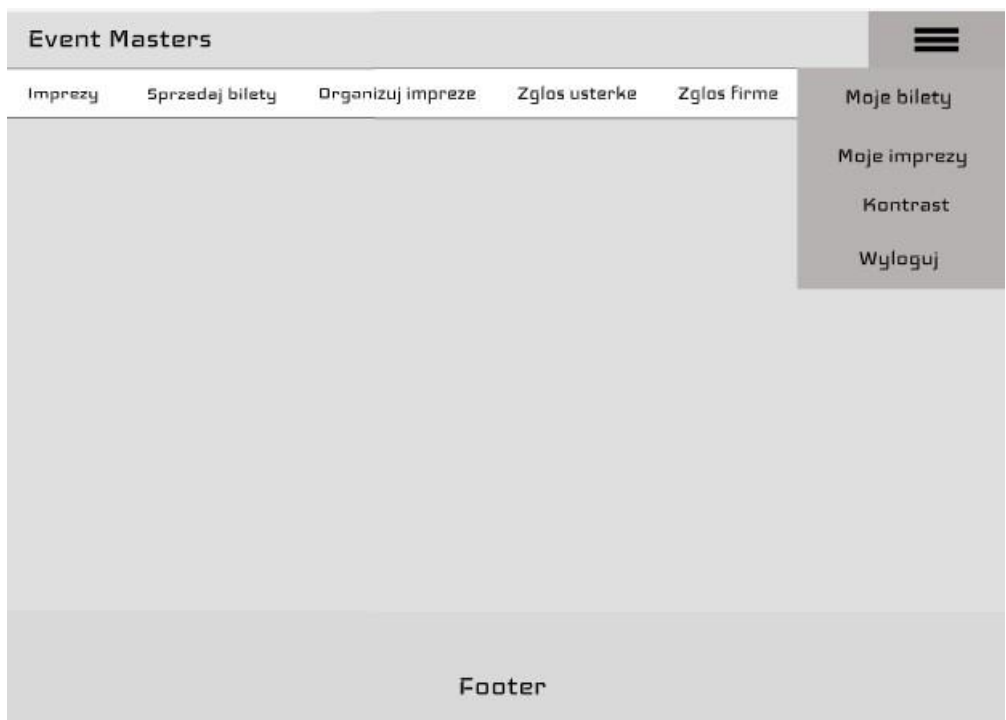 Event Masters
Imprezy Sprzedaj bilety Organizuj impreze Zglos usterke Zglos firme
Moje bilety
Moje imprezy
Kontrast
Wyloguj
Footer